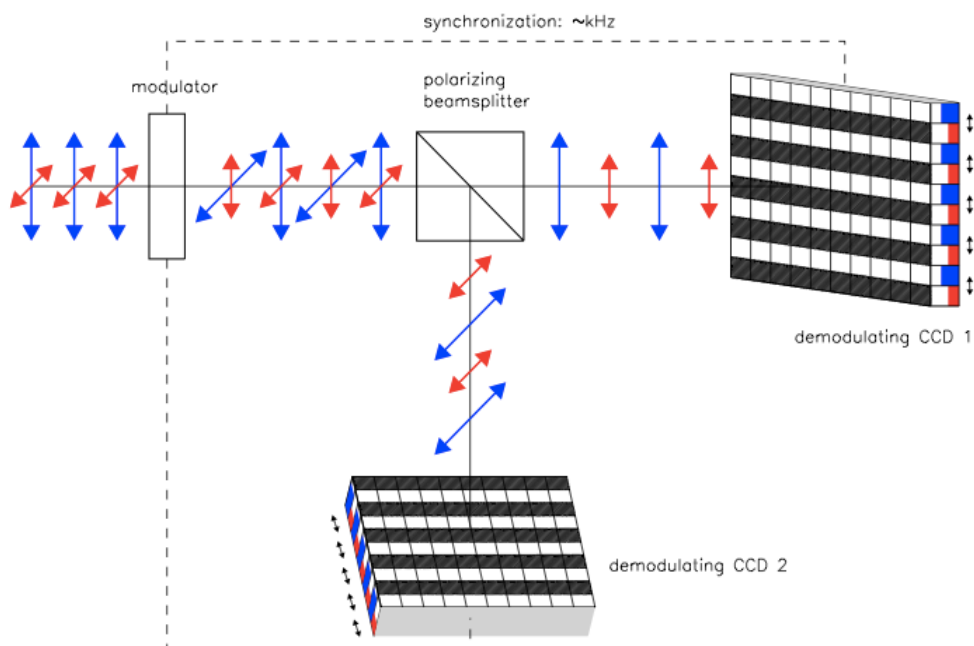 synchronization: ~kHz
modulator
polarizing
beamsplitter
demodulating CCD 1
demodulating CCD 2